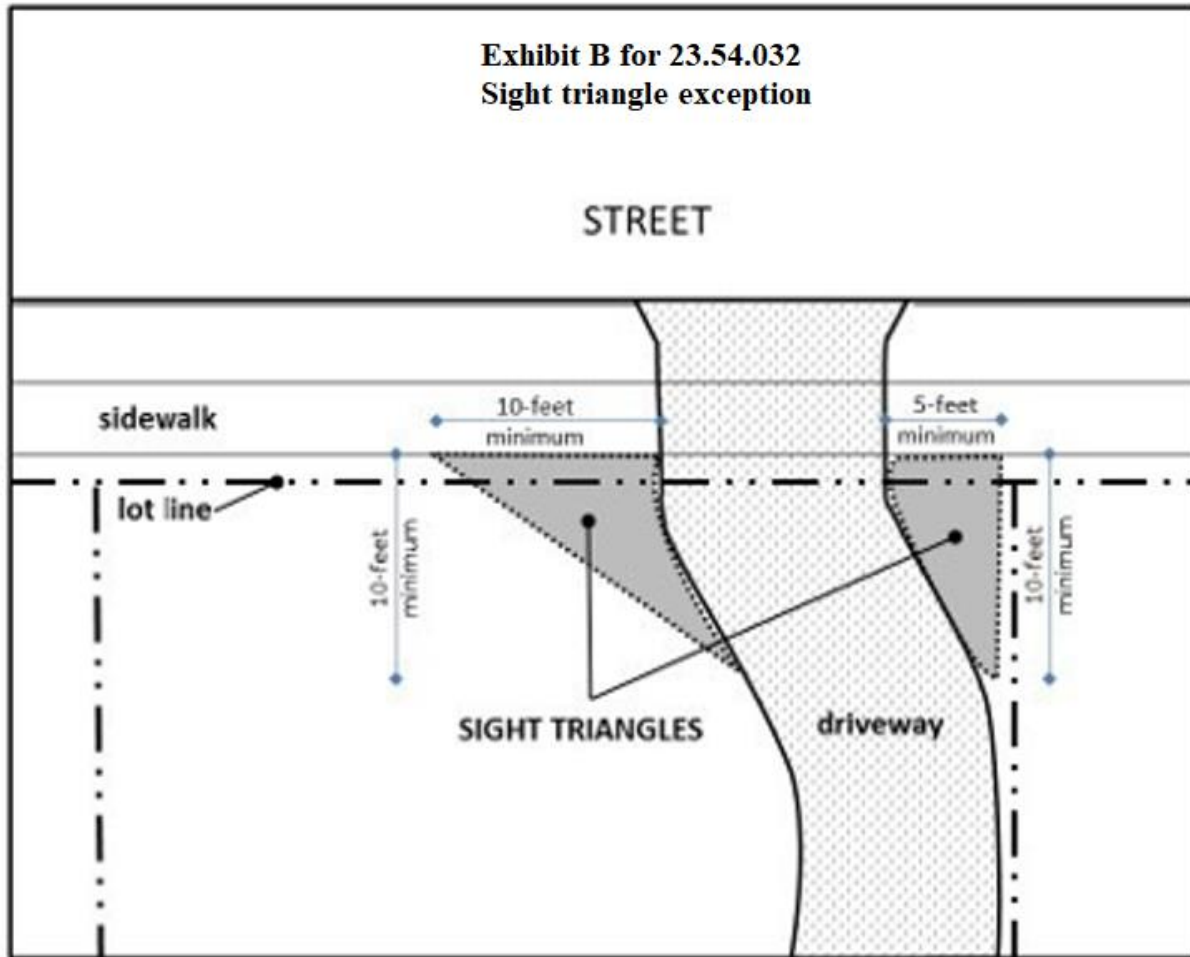 Exhibit B for 23.54.032
Sight triangle exception
STREET
sidewalk
10-feet
minimum
5-feet
minimum
lot line
10-feet
minimum
10-feet
minimum
SIGHT TRIANGLES
driveway